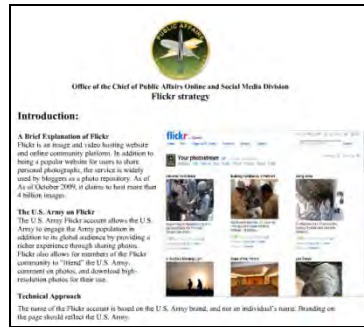 PUBLIC AFFAIRS
Office of the Chief of Public Affairs Online and Social Media Division
Flickr strategy
Introduction:
A Brief Explanation of Flickr
Flickr is an image and video hosting website
and online community platform. In addition to
being a popular website for users to share
personal photographs, the service is widely
used by bloggers as a photo repository. As of
As of October 2009, it claims to host more than
4 billion images.
The U.S. Army on Flickr
The U.S. Army Flickr account allows the U.S.
Army to engage the Army population in
addition to its global audience by providing a
richer experience through sharing photos.
Flickr also allows for members of the Flickr
community to "friend" the U.S. Army,
comment on photos, and download high-
resolution photos for their use.
flickr
Your photostream
Technical Approach
The name of the Flickr account is based on the U.S. Army brand, and not an individual's name. Branding on
the page should reflect the U.S. Army.